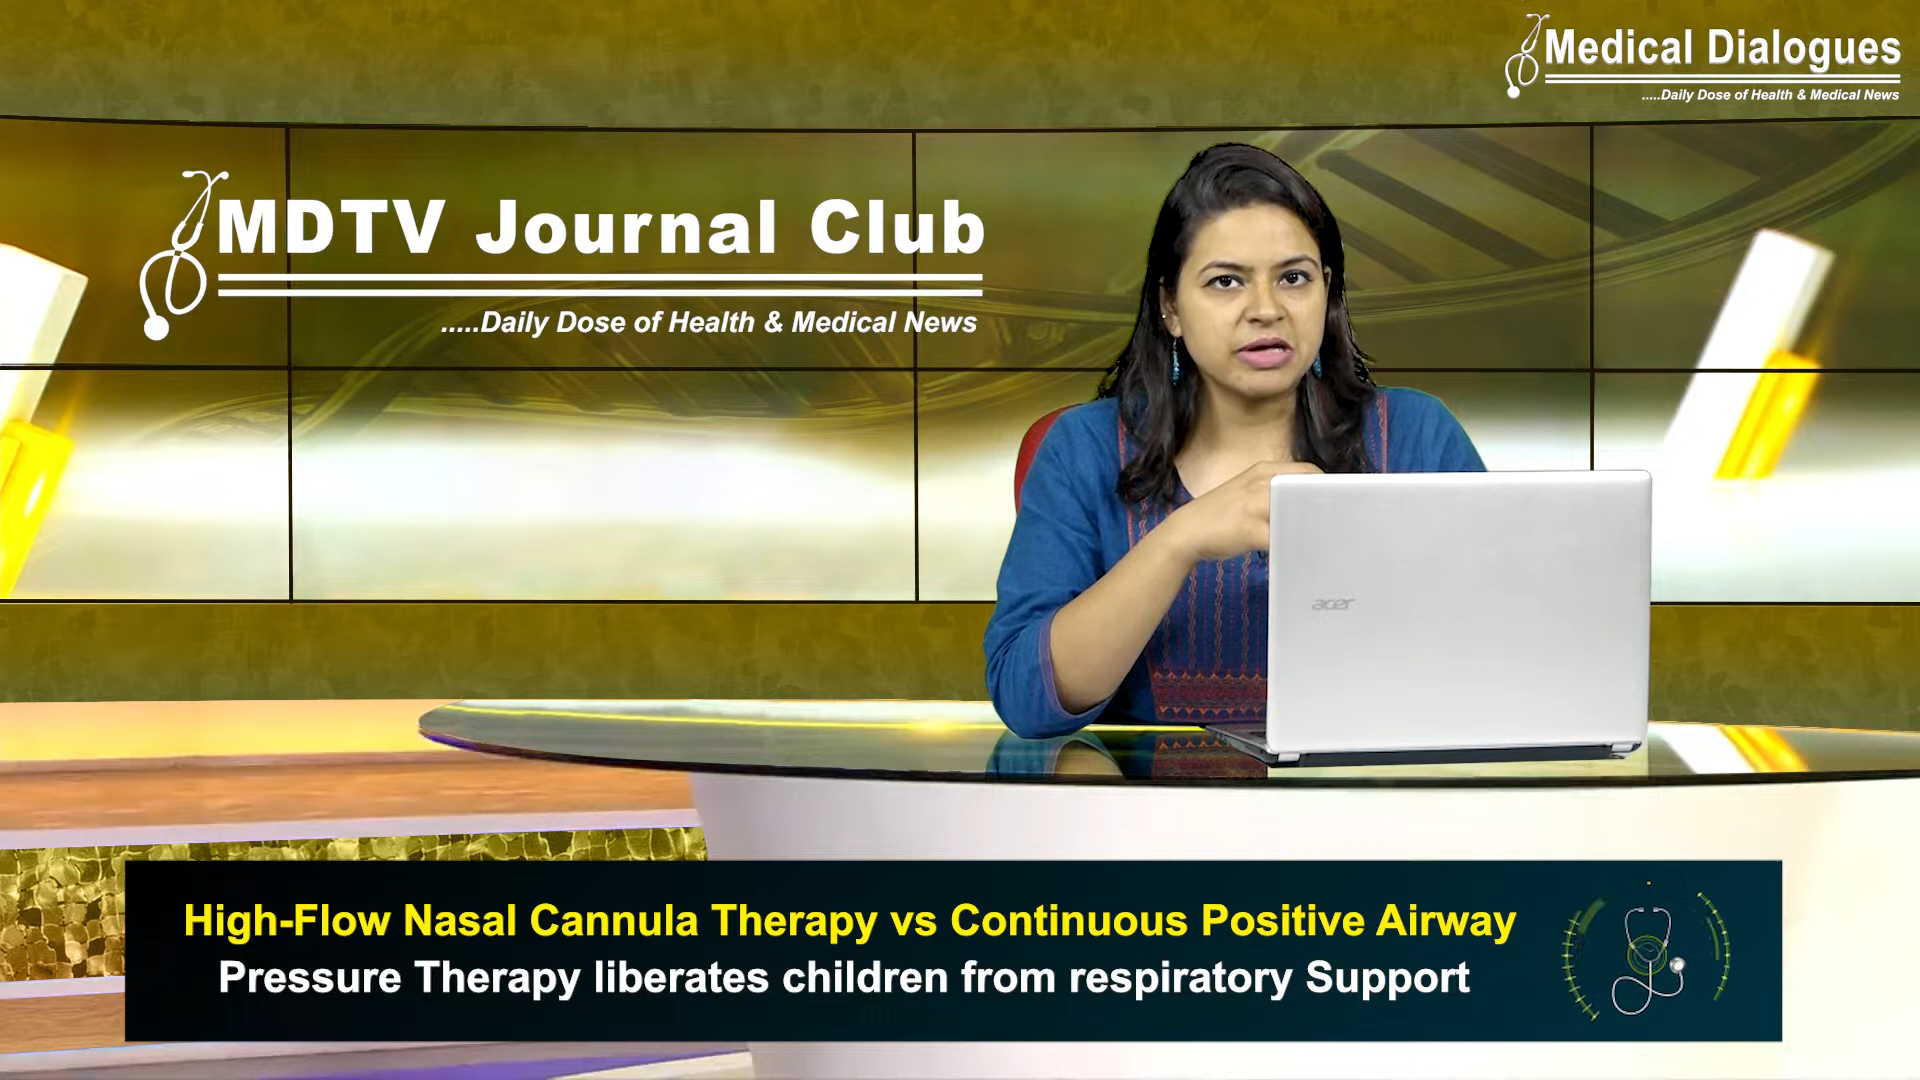 Medical Dialogues
.....Daily Dose of Health & Medical News
MDTV Journal Club
.....Daily Dose of Health & Medical News
acer
High-Flow Nasal Cannula Therapy vs Continuous Positive Airway
Pressure Therapy liberates children from respiratory Support